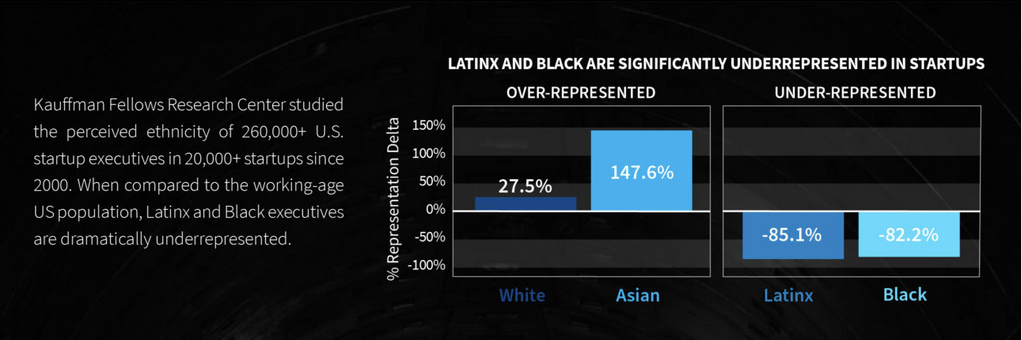 Kauffman Fellows Research Center studied
the perceived ethnicity of 260,000+ U.S.
startup executives in 20,000+ startups since
2000. When compared to the working-age
US population, Latinx and Black executives
are dramatically underrepresented.
LATINX AND BLACK ARE SIGNIFICANTLY UNDERREPRESENTED IN STARTUPS
OVER-REPRESENTED
UNDER-REPRESENTED
% Representation Delta
150%
100%
50%
0%
-50%
-100%
27.5%
147.6%
-85.1%
-82.2%
White
Asian
Latinx
Black